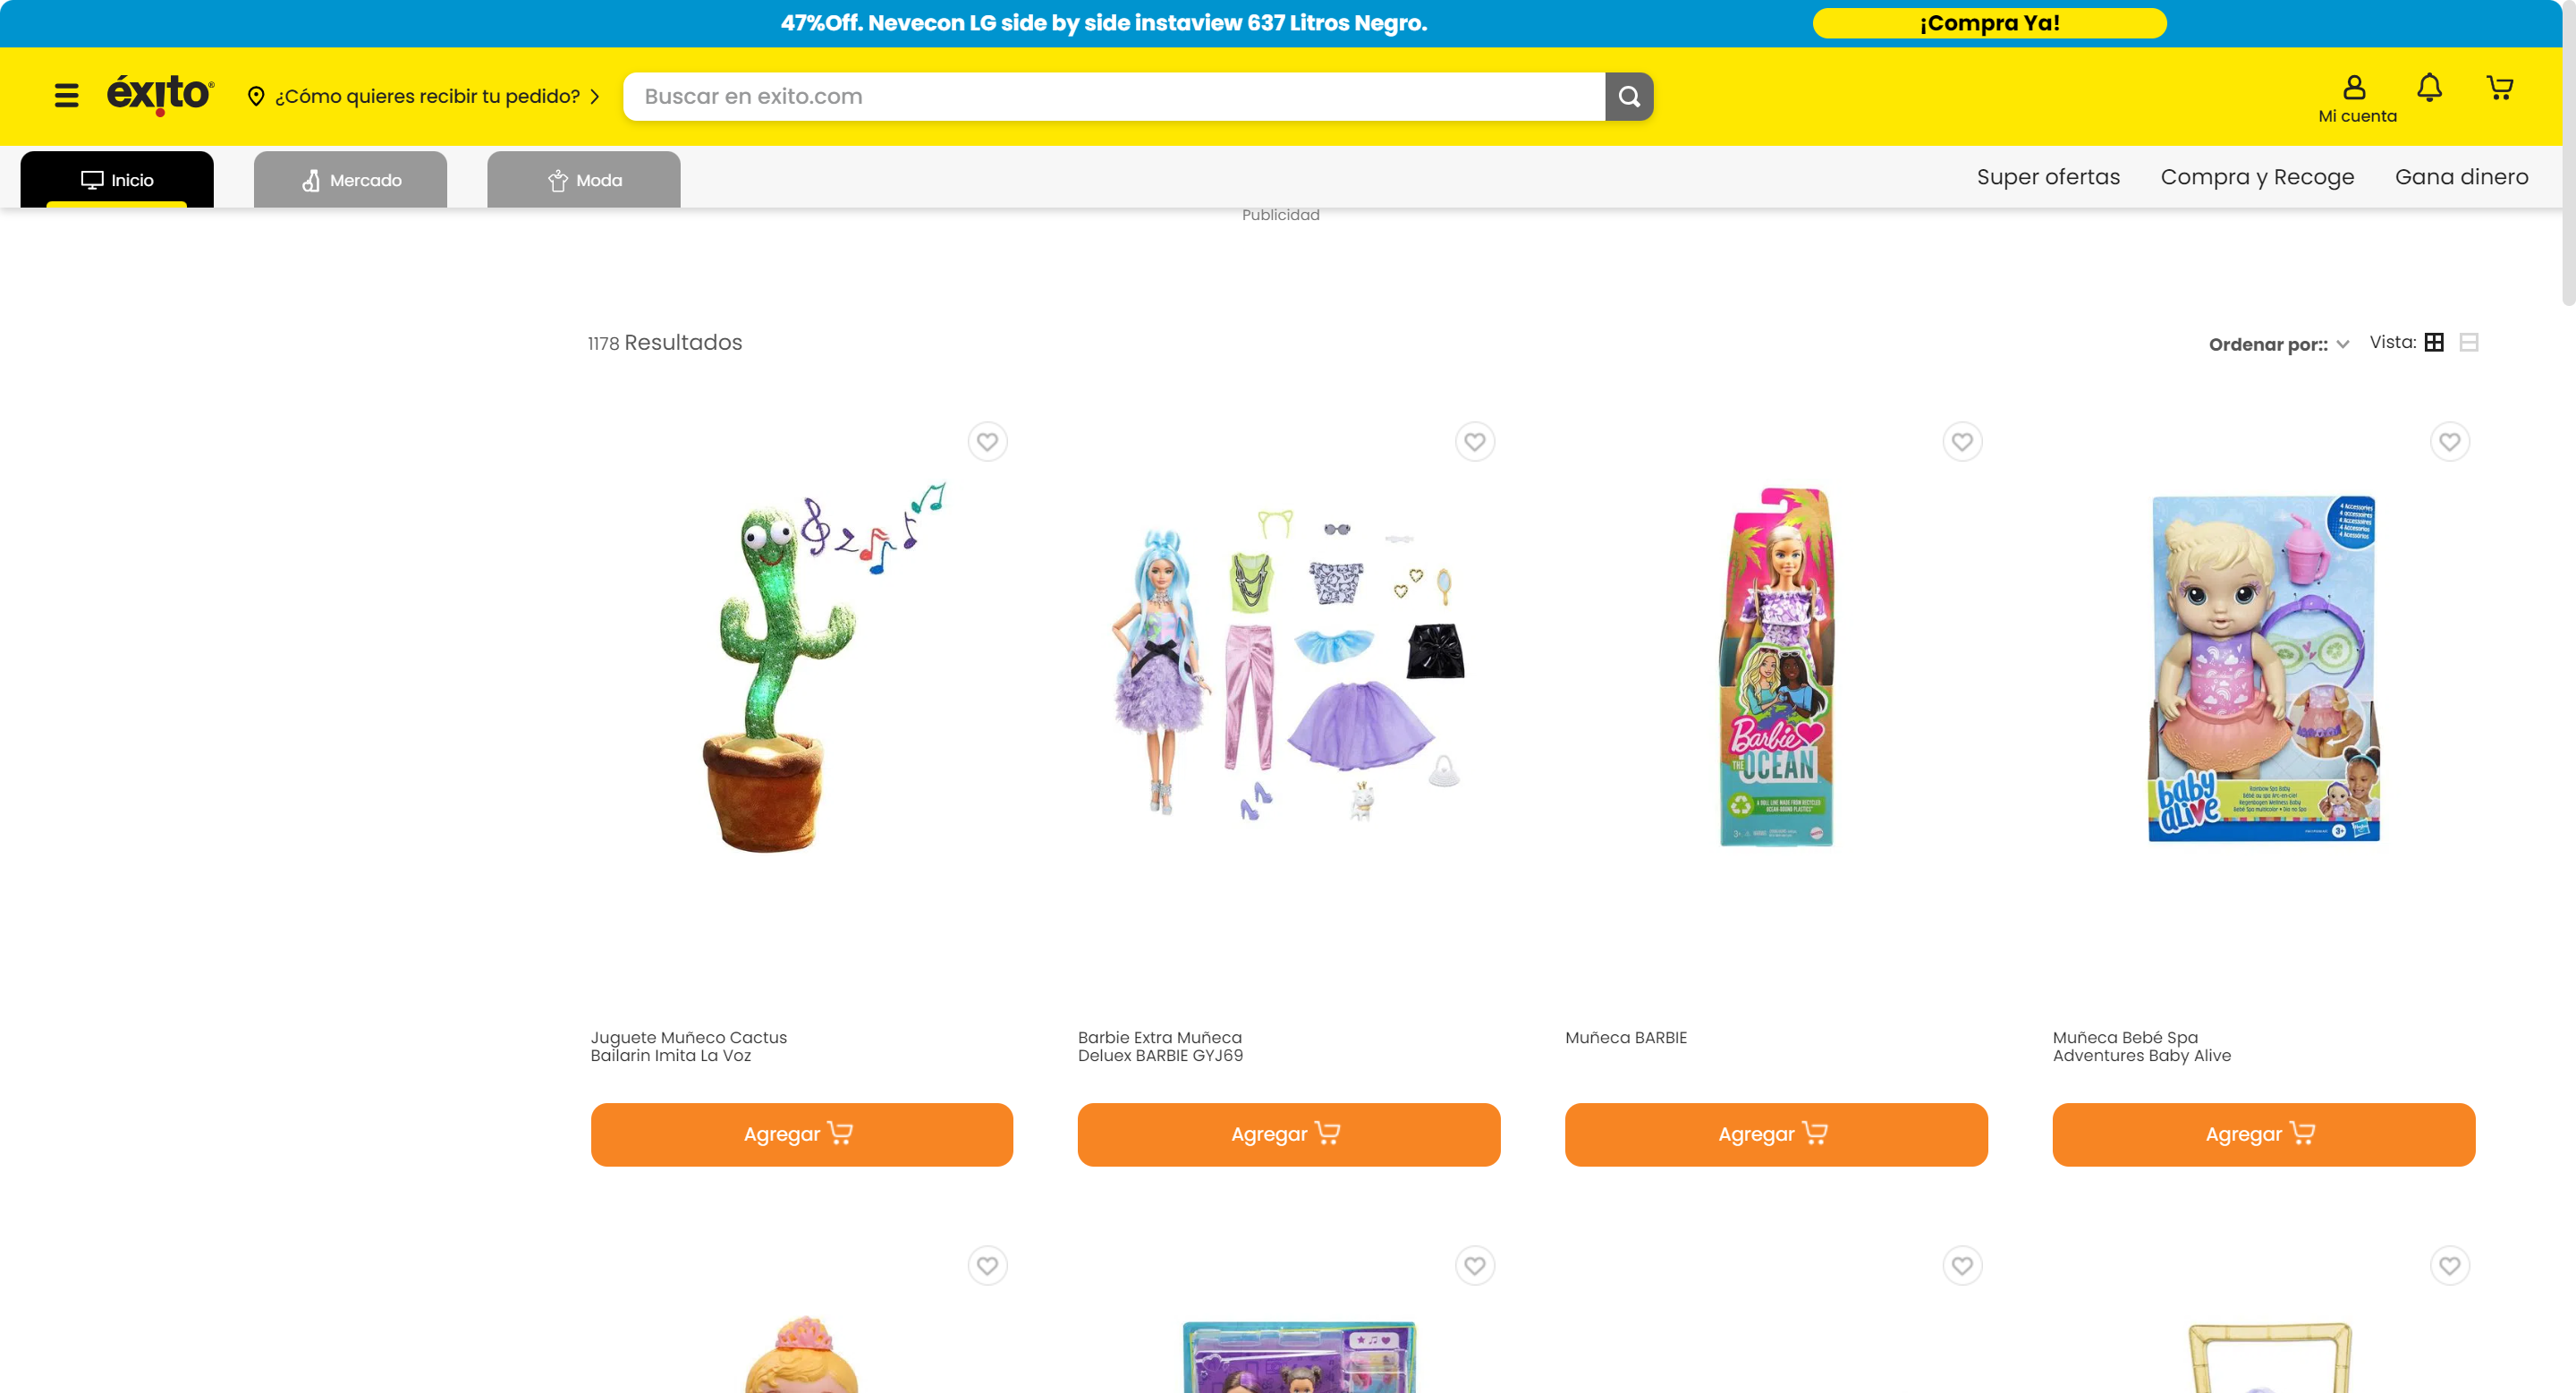 47%Off. Nevecon LG side by side instaview 637 Litros Negro.
¡Compra Ya!
éxito
¿Cómo quieres recibir tu pedido?
Buscar en exito.com
Mi cuenta
Inicio
Mercado
Moda
Super ofertas
Compra y Recoge
Gana dinero
Publicidad
1178 Resultados
Ordenar por::
Vista:
Barbie
THE
OCEAN
baby
alive
3+
Juguete Muñeco Cactus
Bailarin Imita La Voz
Barbie Extra Muñeca
Deluex BARBIE GYJ69
Muñeca BARBIE
Muñeca Bebé Spa
Adventures Baby Alive
Agregar
Agregar
Agregar
Agregar